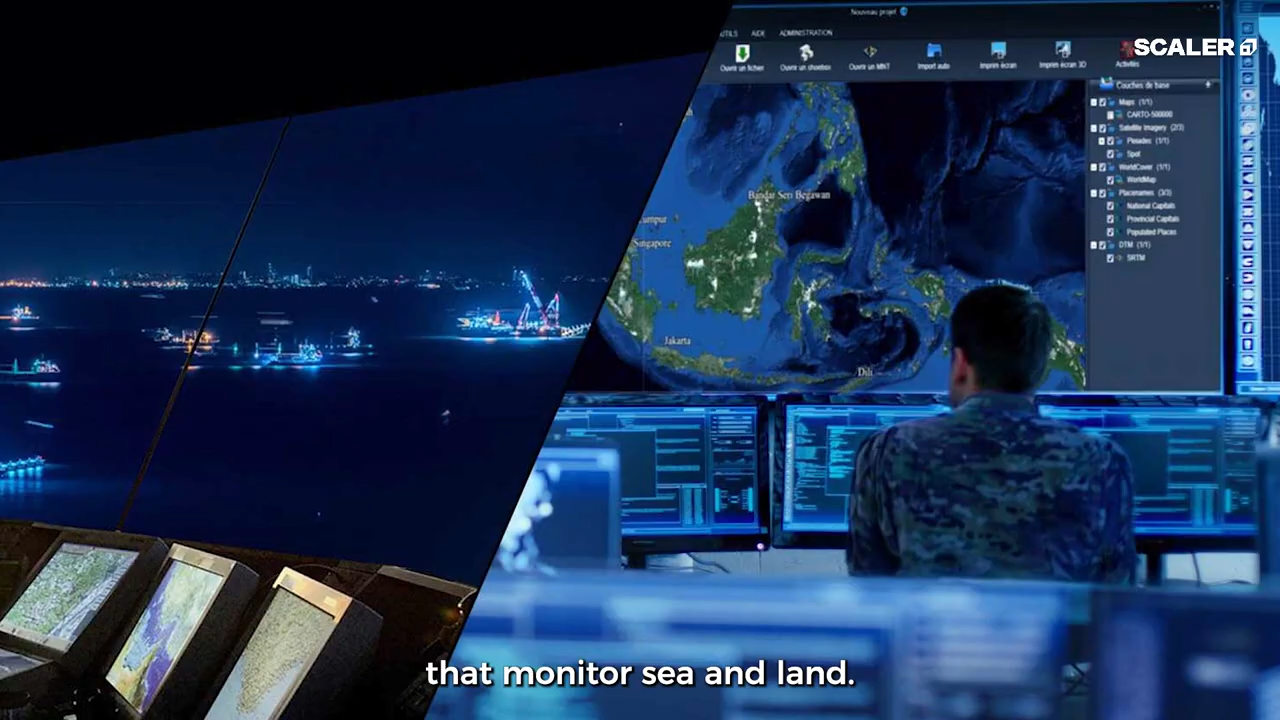 Nouveau projet
UTILS AIDE ADMINISTRATION
SCALER
Ouvrir un fichier Ouvrir un shoebox Ouvrir un MNT Import auto Imprim écran Imprim écran 3D Activités
Couches de base
Maps (1/1)
CARTO-500000
Satellite Imagery (2/3)
Pleiades (1/1)
Spot
WorldCover (1/1)
WorldMap
Placenames (3/3)
National Capitals
Provincial Capitals
Populated Places
DTM (1/1)
SRTM
Bandar Seri Begawan
umpur
Singapore
Jakarta
Dili
that monitor sea and land.